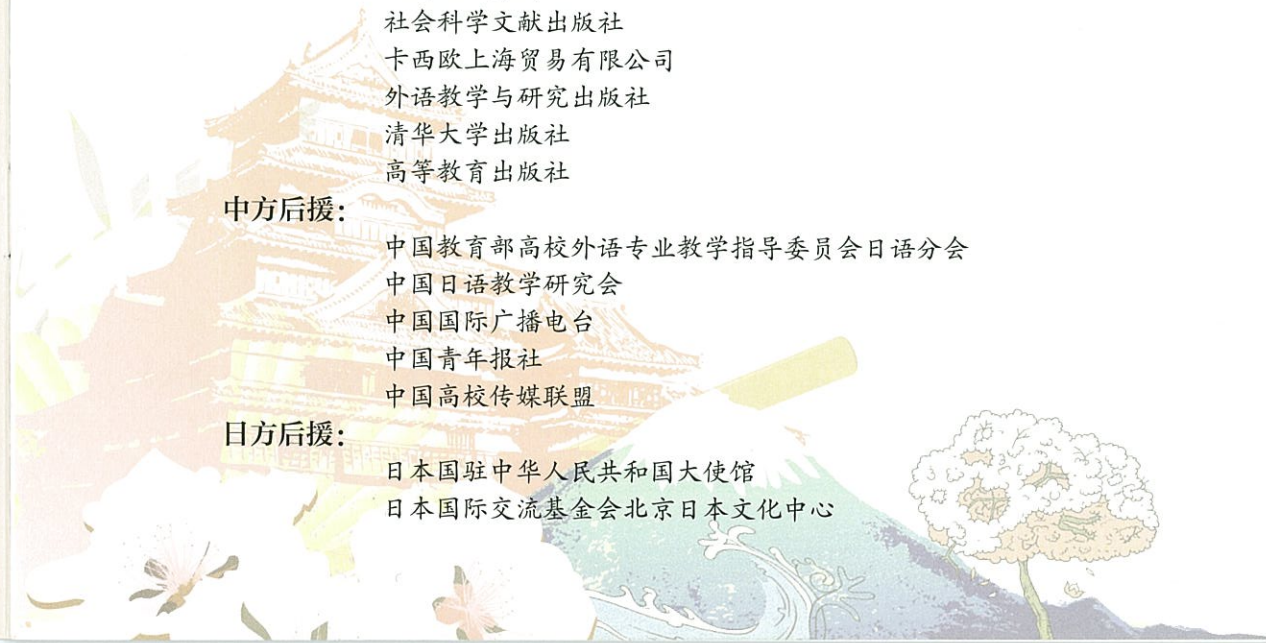 社会科学文献出版社
卡西欧上海贸易有限公司
外语教学与研究出版社
清华大学出版社
高等教育出版社
中方后援：
中国教育部高校外语专业教学指导委员会日语分会
中国日语教学研究会
中国国际广播电台
中国青年报社
中国高校传媒联盟
日方后援：
日本国驻中华人民共和国大使馆
日本国际交流基金会北京日本文化中心